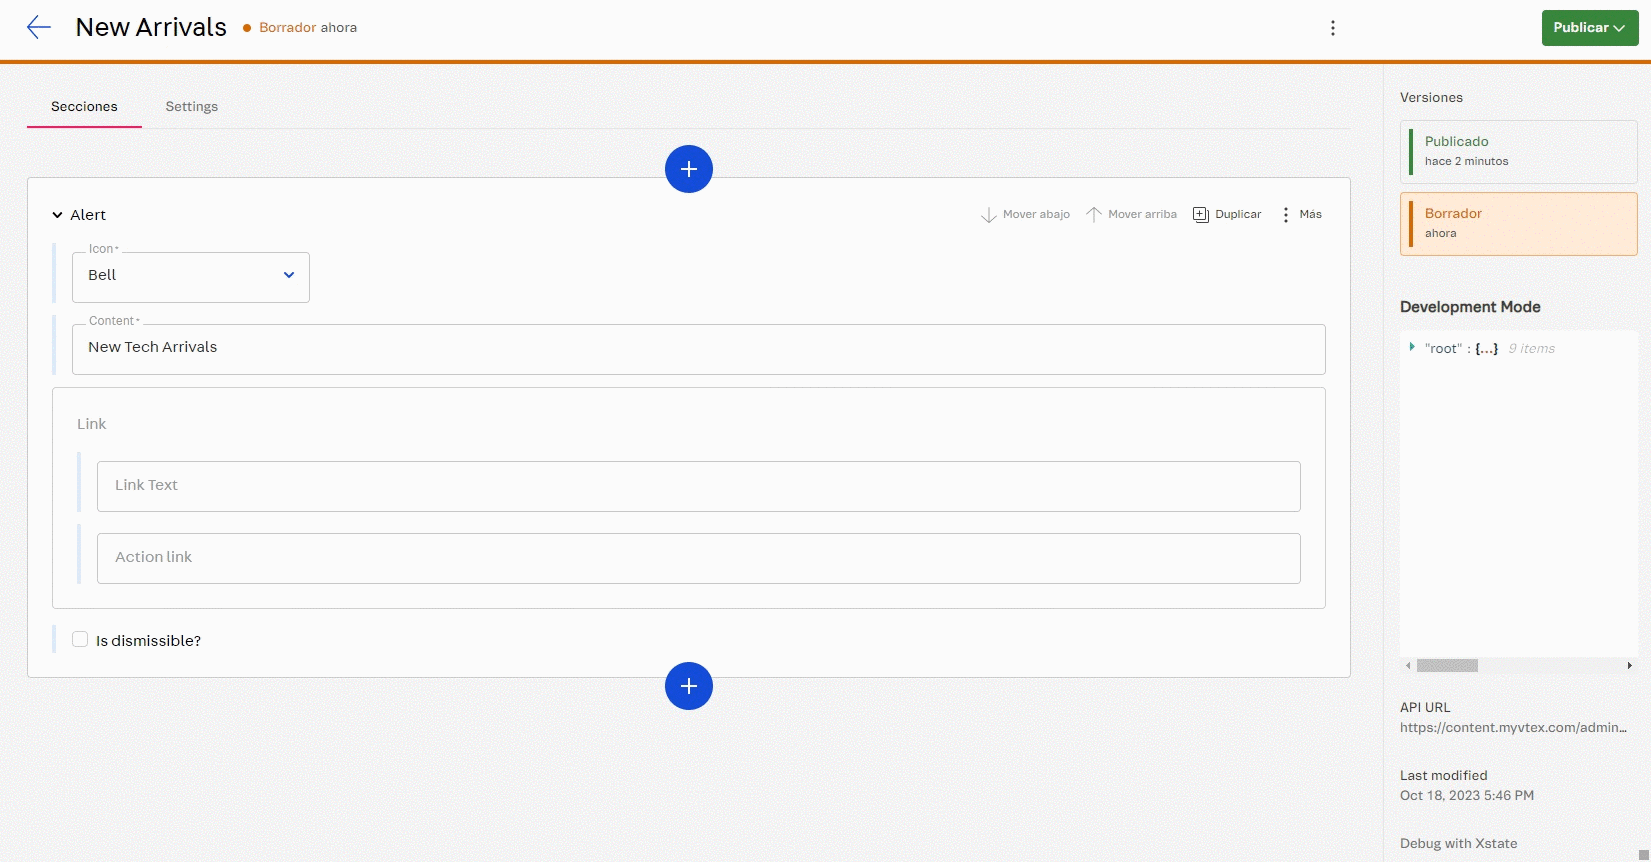 New Arrivals
Borrador ahora
Publicar
Secciones
Settings
Alert
Mover abajo
Mover arriba
Duplicar
Más
Icon*
Bell
Content*
New Tech Arrivals
Link
Link Text
Action link
Is dismissible?
Versiones
Publicado
hace 2 minutos
Borrador
ahora
Development Mode
"root" : {...} 9 items
API URL
https://content.myvtex.com/admin...
Last modified
Oct 18, 2023 5:46 PM
Debug with Xstate